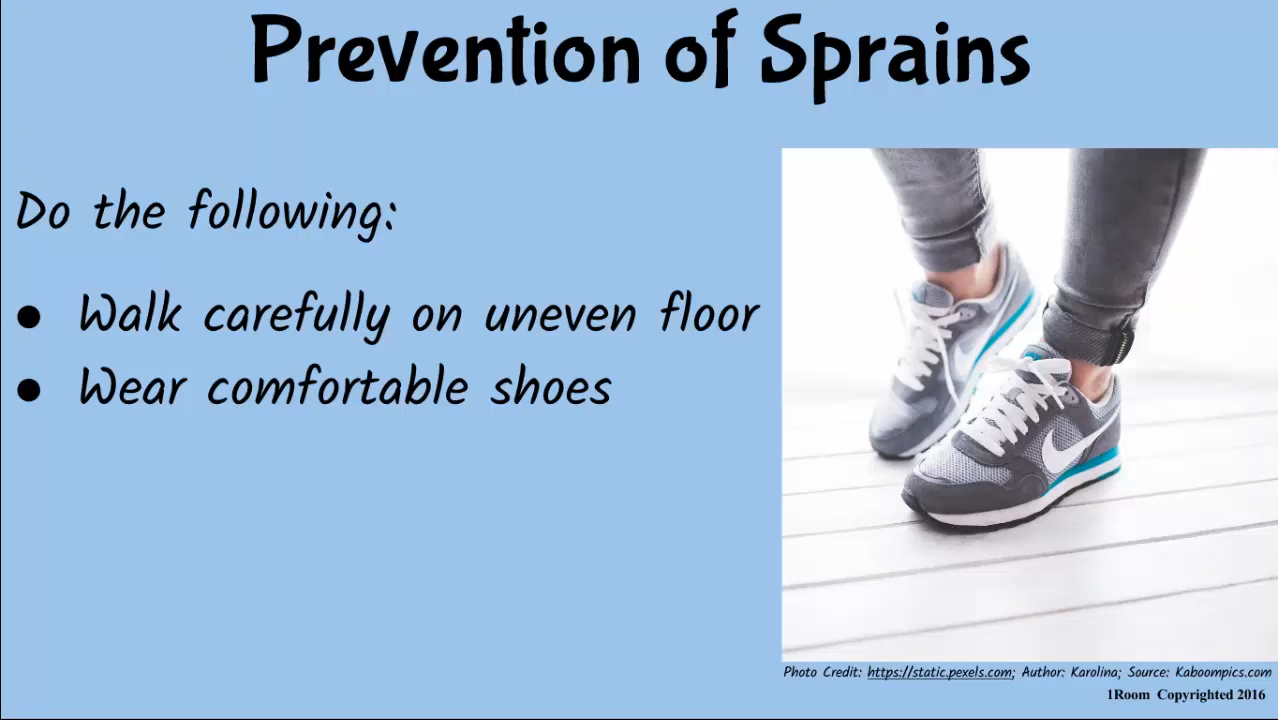 Prevention of Sprains
Do the following:
● Walk carefully on uneven floor
● Wear comfortable shoes
Photo Credit: https://static.pexels.com; Author: Karolina; Source: Kaboompics.com
1Room Copyrighted 2016